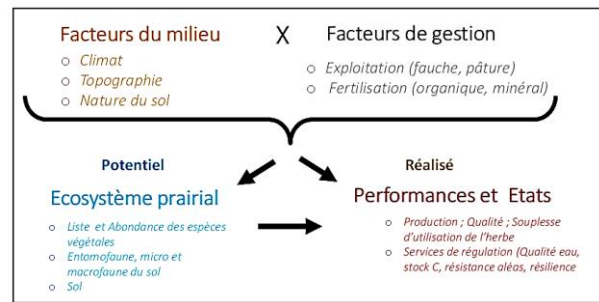 Facteurs du milieu X Facteurs de gestion
o Climat
o Topographie
o Nature du sol
o Exploitation (fauche, pâture)
o Fertilisation (organique, minéral)
Potentiel
Ecosystème prairial
o Liste et Abondance des espèces
végétales
o Entomofaune, micro et
macrofaune du sol
o Sol
Réalisé
Performances et Etats
o Production ; Qualité ; Souplesse
d'utilisation de l'herbe
o Services de régulation (Qualité eau,
stock C, résistance aléas, résilience